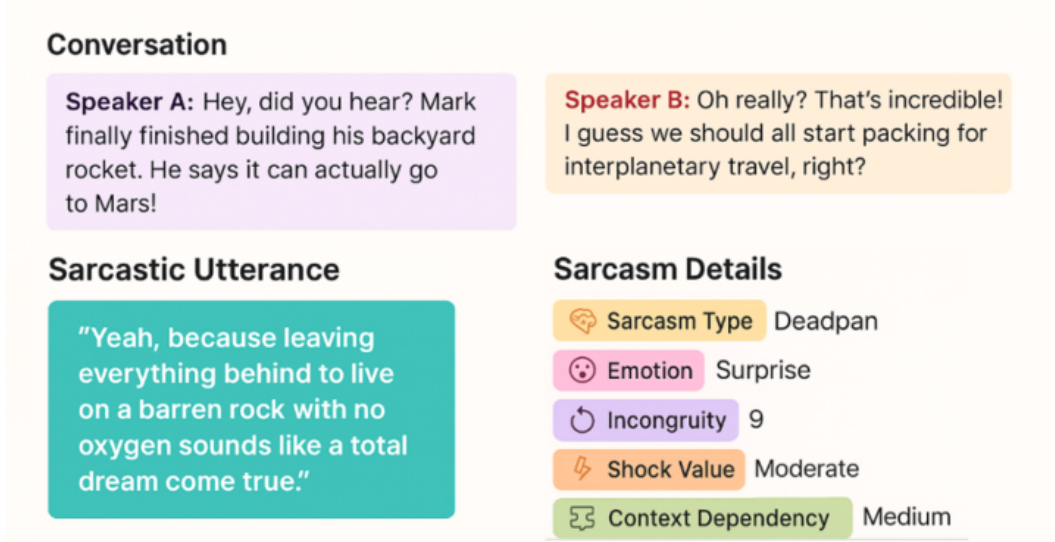 Conversation
Speaker A: Hey, did you hear? Mark
finally finished building his backyard
rocket. He says it can actually go
to Mars!
Speaker B: Oh really? That's incredible!
I guess we should all start packing for
interplanetary travel, right?
Sarcastic Utterance
"Yeah, because leaving
everything behind to live
on a barren rock with no
oxygen sounds like a total
dream come true."
Sarcasm Details
Sarcasm Type Deadpan
Emotion Surprise
Incongruity 9
Shock Value Moderate
Context Dependency Medium